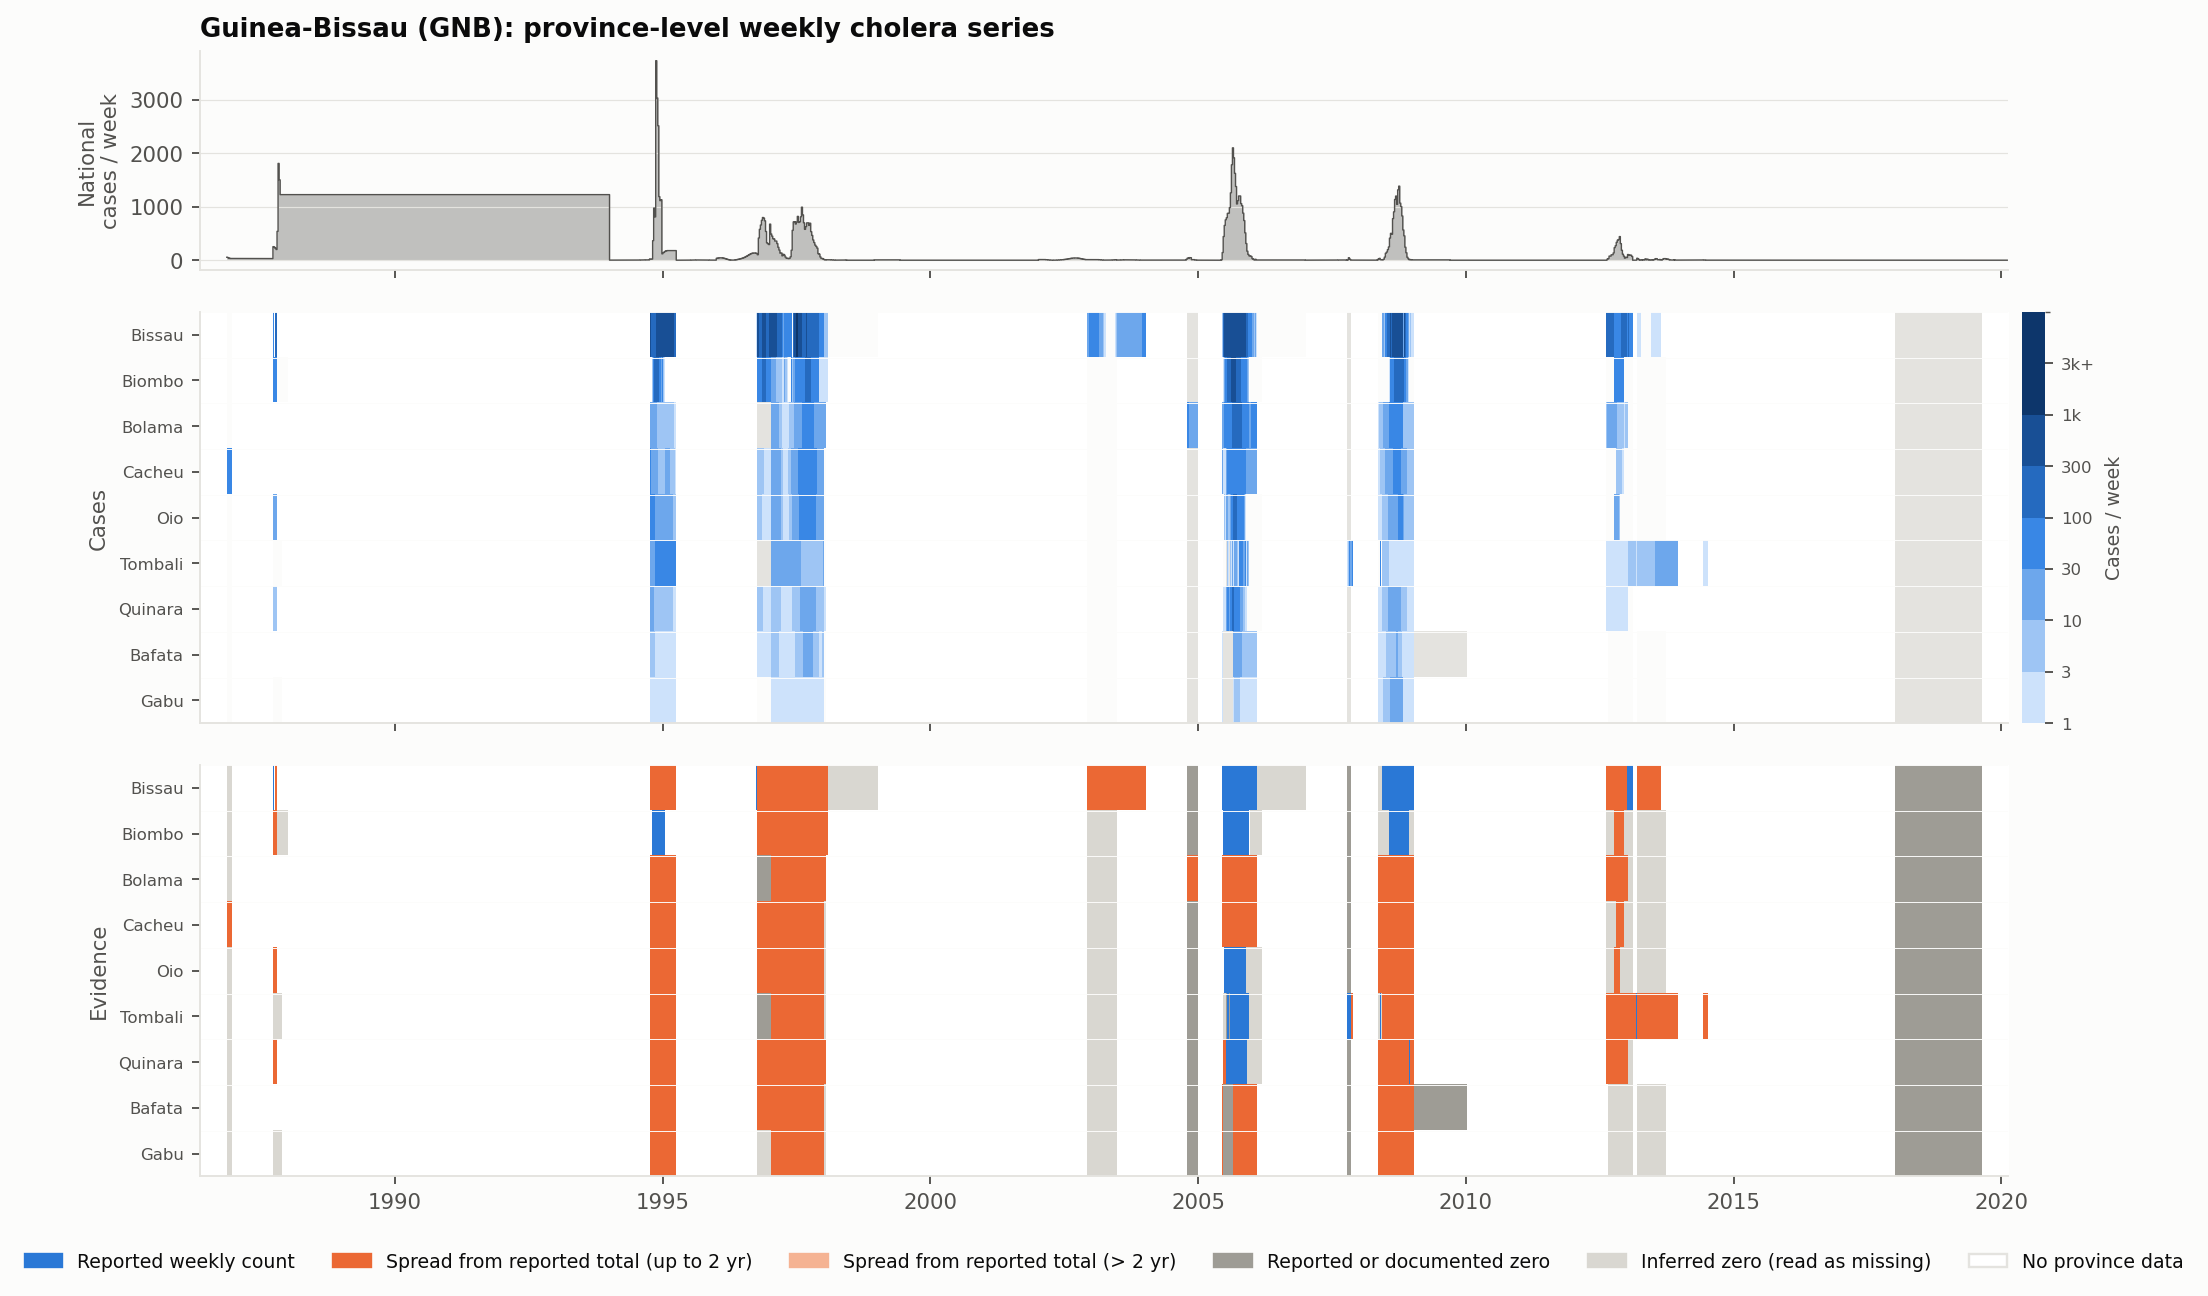 Guinea-Bissau (GNB): province-level weekly cholera series
National
cases / week
3000
2000
1000
0
Cases
Bissau
Biombo
Bolama
Cacheu
Oio
Tombali
Quinara
Bafata
Gabu
3k+
1k
300
100
30
10
3
1
Cases / week
Evidence
Bissau
Biombo
Bolama
Cacheu
Oio
Tombali
Quinara
Bafata
Gabu
1990
1995
2000
2005
2010
2015
2020
Reported weekly count
Spread from reported total (up to 2 yr)
Spread from reported total (> 2 yr)
Reported or documented zero
Inferred zero (read as missing)
No province data